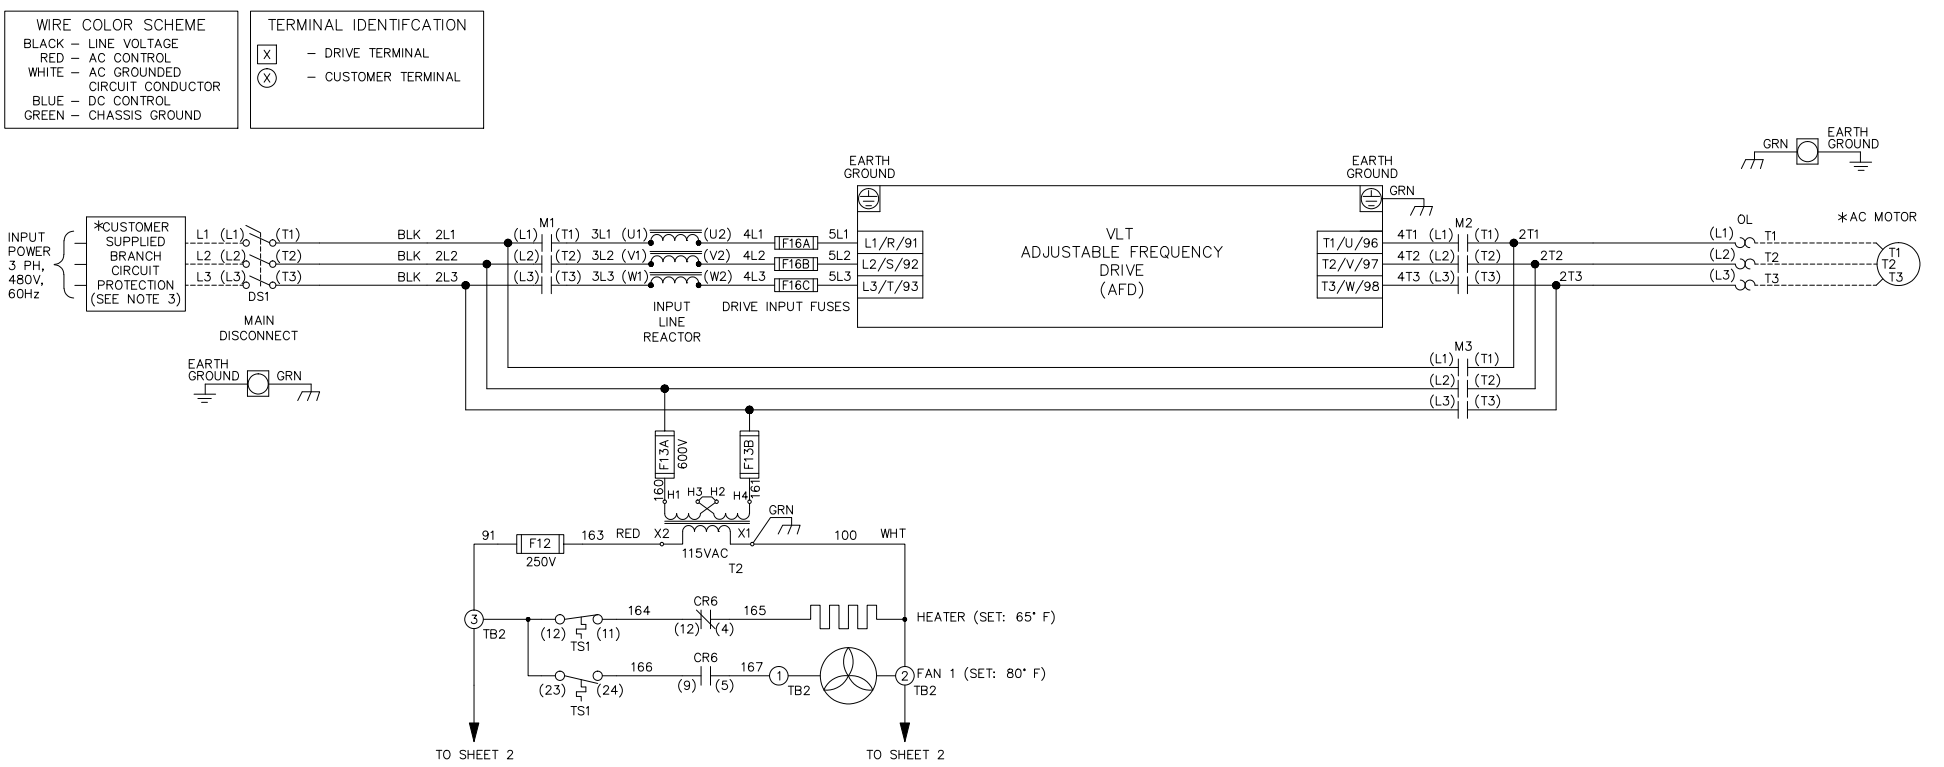 WIRE COLOR SCHEME
BLACK – LINE VOLTAGE
RED – AC CONTROL
WHITE – AC GROUNDED
CIRCUIT CONDUCTOR
BLUE – DC CONTROL
GREEN – CHASSIS GROUND
TERMINAL IDENTIFCATION
X – DRIVE TERMINAL
X – CUSTOMER TERMINAL
INPUT
POWER
3 PH,
480V,
60Hz
*CUSTOMER
SUPPLIED
BRANCH
CIRCUIT
PROTECTION
(SEE NOTE 3)
L1 (L1) (T1) BLK 2L1 (L1) M1 (T1) 3L1 (U1) (U2) 4L1 F16A 5L1 L1/R/91
L2 (L2) (T2) BLK 2L2 (L2) (T2) 3L2 (V1) (V2) 4L2 F16B 5L2 L2/S/92
L3 (L3) (T3) BLK 2L3 (L3) (T3) 3L3 (W1) (W2) 4L3 F16C 5L3 L3/T/93
DS1
MAIN
DISCONNECT
INPUT
LINE
REACTOR
DRIVE INPUT FUSES
EARTH
GROUND
GRN
EARTH
GROUND
VLT
ADJUSTABLE FREQUENCY
DRIVE
(AFD)
EARTH
GROUND
GRN
T1/U/96 4T1 (L1) M2 (T1) 2T1 (L1) OL T1
T2/V/97 4T2 (L2) (T2) 2T2 (L2) T2
T3/W/98 4T3 (L3) (T3) 2T3 (L3) T3
GRN
EARTH
GROUND
*AC MOTOR
T1
T2
T3
M3
(L1) (T1)
(L2) (T2)
(L3) (T3)
F13A
600V
F13B
160
161
H1 H3 H2 H4
GRN
91 F12 163 RED X2 X1 100 WHT
250V
115VAC
T2
3
TB2
(12) (11)
TS1
164
CR6
(12) (4)
165
HEATER (SET: 65° F)
(23) (24)
TS1
166
CR6
(9) (5)
167
1
TB2
2
TB2
FAN 1 (SET: 80° F)
TO SHEET 2
TO SHEET 2